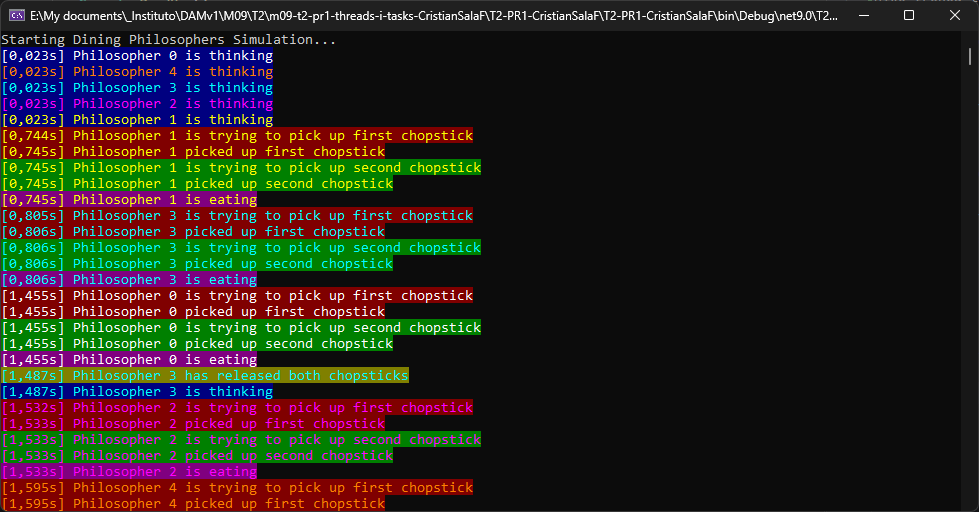 E:\My documents\_Instituto\DAMv1\M09\T2\m09-t2-pr1-threads-i-tasks-CristianSalaF\T2-PR1-CristianSalaF\T2-PR1-CristianSalaF\bin\Debug\net9.0\T2...
Starting Dining Philosophers Simulation...
[0,023s] Philosopher 0 is thinking
[0,023s] Philosopher 4 is thinking
[0,023s] Philosopher 3 is thinking
[0,023s] Philosopher 2 is thinking
[0,023s] Philosopher 1 is thinking
[0,744s] Philosopher 1 is trying to pick up first chopstick
[0,745s] Philosopher 1 picked up first chopstick
[0,745s] Philosopher 1 is trying to pick up second chopstick
[0,745s] Philosopher 1 picked up second chopstick
[0,745s] Philosopher 1 is eating
[0,805s] Philosopher 3 is trying to pick up first chopstick
[0,806s] Philosopher 3 picked up first chopstick
[0,806s] Philosopher 3 is trying to pick up second chopstick
[0,806s] Philosopher 3 picked up second chopstick
[0,806s] Philosopher 3 is eating
[1,455s] Philosopher 0 is trying to pick up first chopstick
[1,455s] Philosopher 0 picked up first chopstick
[1,455s] Philosopher 0 is trying to pick up second chopstick
[1,455s] Philosopher 0 picked up second chopstick
[1,455s] Philosopher 0 is eating
[1,487s] Philosopher 3 has released both chopsticks
[1,487s] Philosopher 3 is thinking
[1,532s] Philosopher 2 is trying to pick up first chopstick
[1,533s] Philosopher 2 picked up first chopstick
[1,533s] Philosopher 2 is trying to pick up second chopstick
[1,533s] Philosopher 2 picked up second chopstick
[1,533s] Philosopher 2 is eating
[1,595s] Philosopher 4 is trying to pick up first chopstick
[1,595s] Philosopher 4 picked up first chopstick